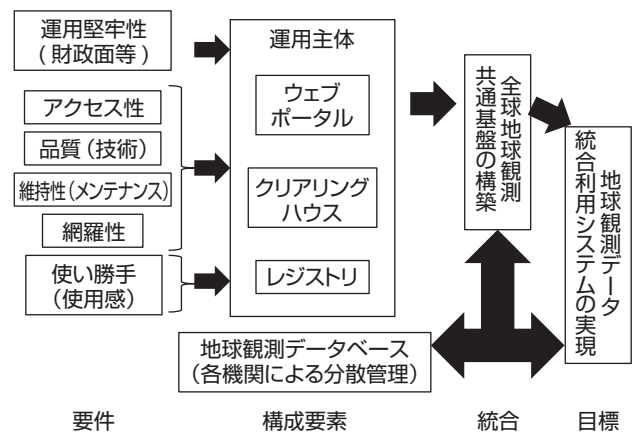 運用堅牢性
(財政面等)
アクセス性
品質(技術)
維持性(メンテナンス)
網羅性
使い勝手
(使用感)
運用主体
ウェブ
ポータル
クリアリング
ハウス
レジストリ
地球観測データベース
(各機関による分散管理)
全球地球観測
共通基盤の構築
地球観測データ
統合利用システムの実現
要件
構成要素
統合
目標